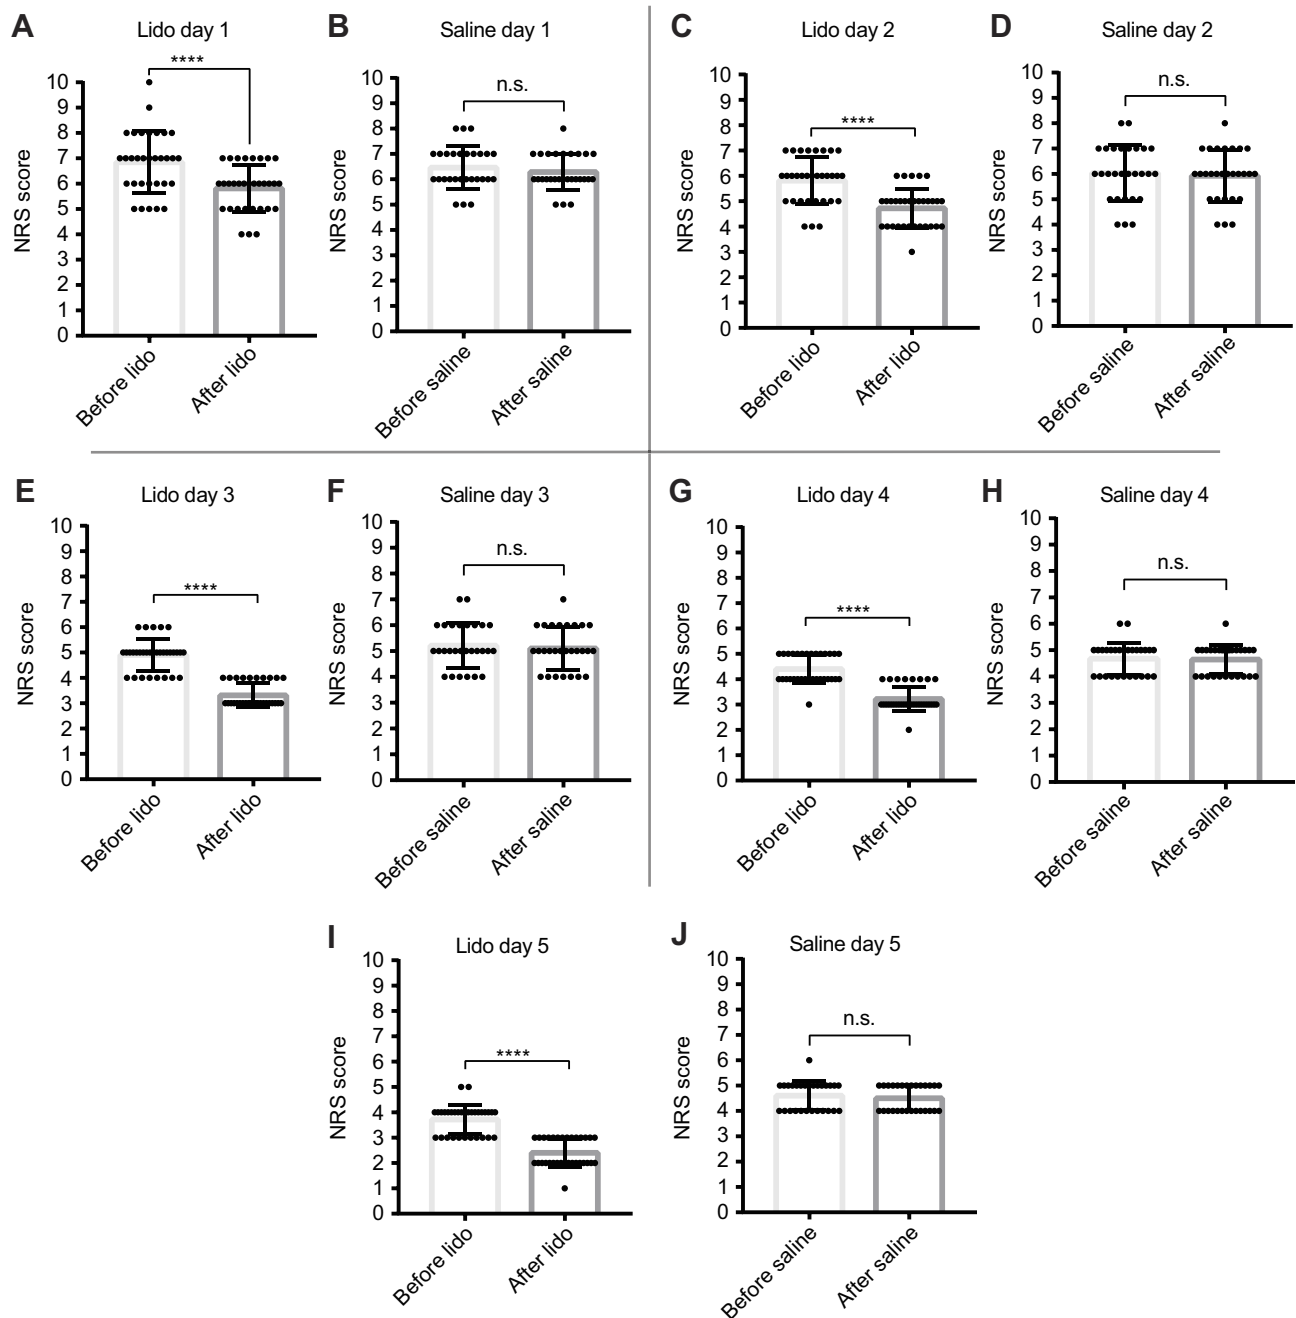 A Lido day 1
****
NRS score
10
9
8
7
6
5
4
3
2
1
0
Before lido
After lido
B Saline day 1
n.s.
NRS score
10
9
8
7
6
5
4
3
2
1
0
Before saline
After saline
C Lido day 2
****
NRS score
10
9
8
7
6
5
4
3
2
1
0
Before lido
After lido
D Saline day 2
n.s.
NRS score
10
9
8
7
6
5
4
3
2
1
0
Before saline
After saline
E Lido day 3
****
NRS score
10
9
8
7
6
5
4
3
2
1
0
Before lido
After lido
F Saline day 3
n.s.
NRS score
10
9
8
7
6
5
4
3
2
1
0
Before saline
After saline
G Lido day 4
****
NRS score
10
9
8
7
6
5
4
3
2
1
0
Before lido
After lido
H Saline day 4
n.s.
NRS score
10
9
8
7
6
5
4
3
2
1
0
Before saline
After saline
I Lido day 5
****
NRS score
10
9
8
7
6
5
4
3
2
1
0
Before lido
After lido
J Saline day 5
n.s.
NRS score
10
9
8
7
6
5
4
3
2
1
0
Before saline
After saline